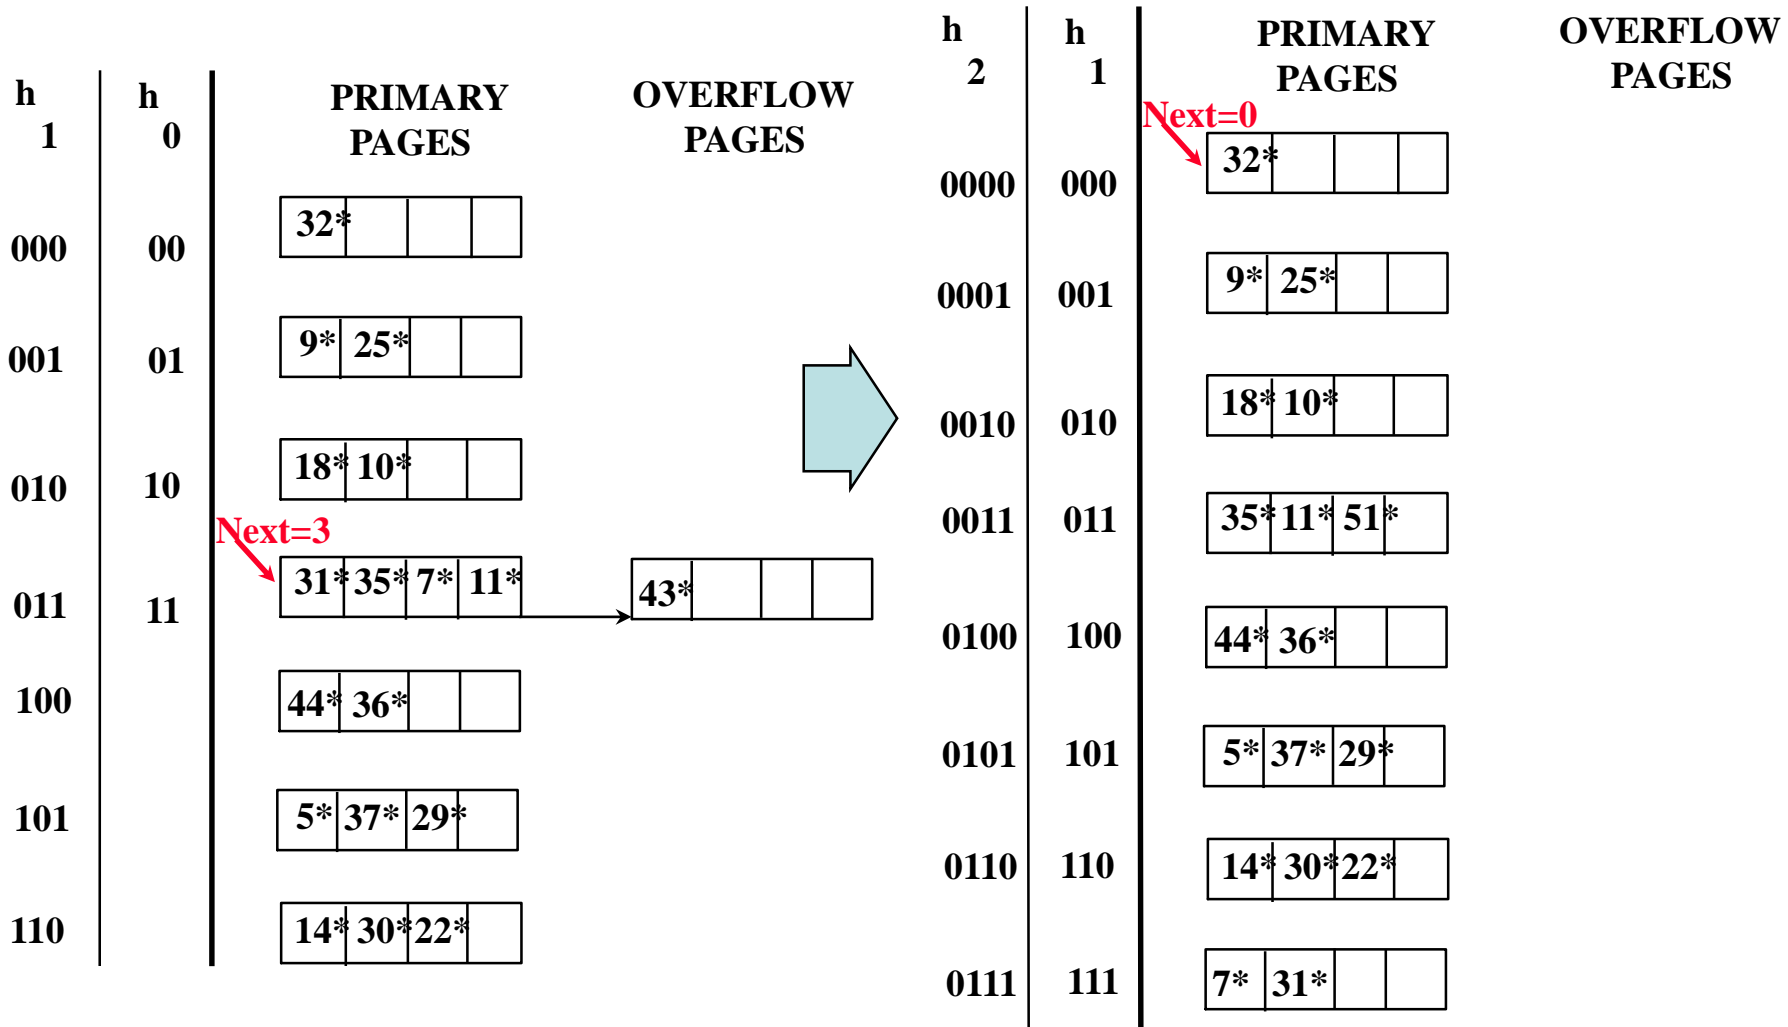 h h PRIMARY OVERFLOW
1 0 PAGES PAGES
32*
000 00
9* 25*
001 01
18* 10*
010 10
Next=3
31* 35* 7* 11* 43*
011 11
44* 36*
100
5* 37* 29*
101
14* 30* 22*
110
h h PRIMARY OVERFLOW
2 1 PAGES PAGES
Next=0
32*
0000 000
9* 25*
0001 001
18* 10*
0010 010
35* 11* 51*
0011 011
44* 36*
0100 100
5* 37* 29*
0101 101
14* 30* 22*
0110 110
7* 31*
0111 111